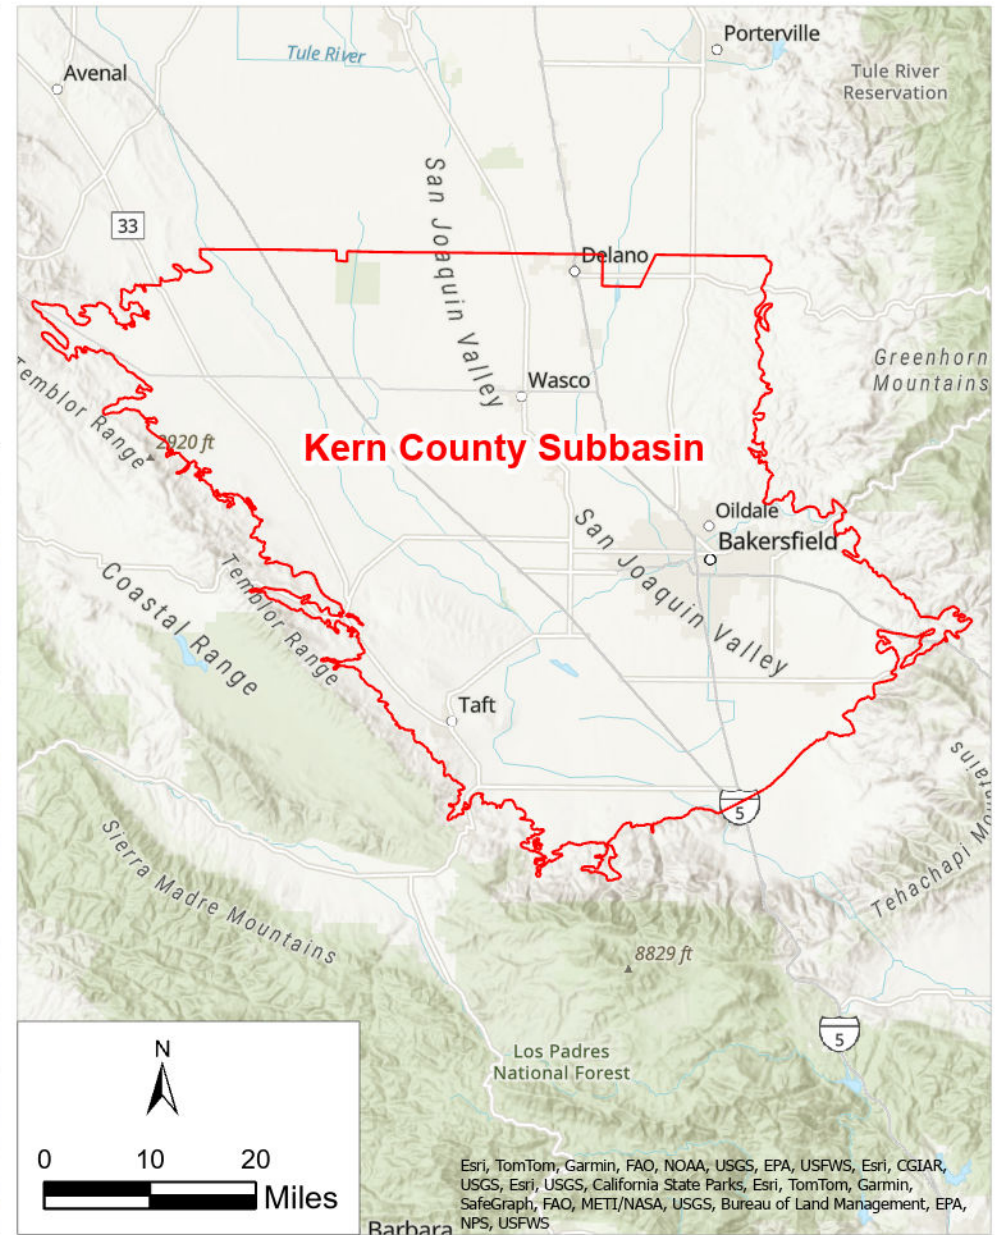 Porterville
Tule River
Avenal
Tule River
Reservation
33
San Joaquin Valley
Delano
Greenhorn
Mountains
Temblor Range
Wasco
2920 ft
Kern County Subbasin
Oildale
San Joaquin Valley
Bakersfield
Temblor Range
Coastal Range
Taft
5
Tehachapi Mountains
Sierra Madre Mountains
8829 ft
5
Los Padres
National Forest
N
0 10 20
Miles
Barbara
Esri, TomTom, Garmin, FAO, NOAA, USGS, EPA, USFWS, Esri, CGIAR,
USGS, Esri, USGS, California State Parks, Esri, TomTom, Garmin,
SafeGraph, FAO, METI/NASA, USGS, Bureau of Land Management, EPA,
NPS, USFWS